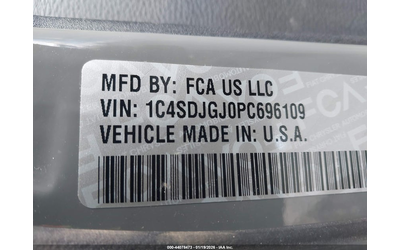 MFD BY: FCA US LLC
VIN: 1C4SDJGJ0PC696109
VEHICLE MADE IN: U.S.A.